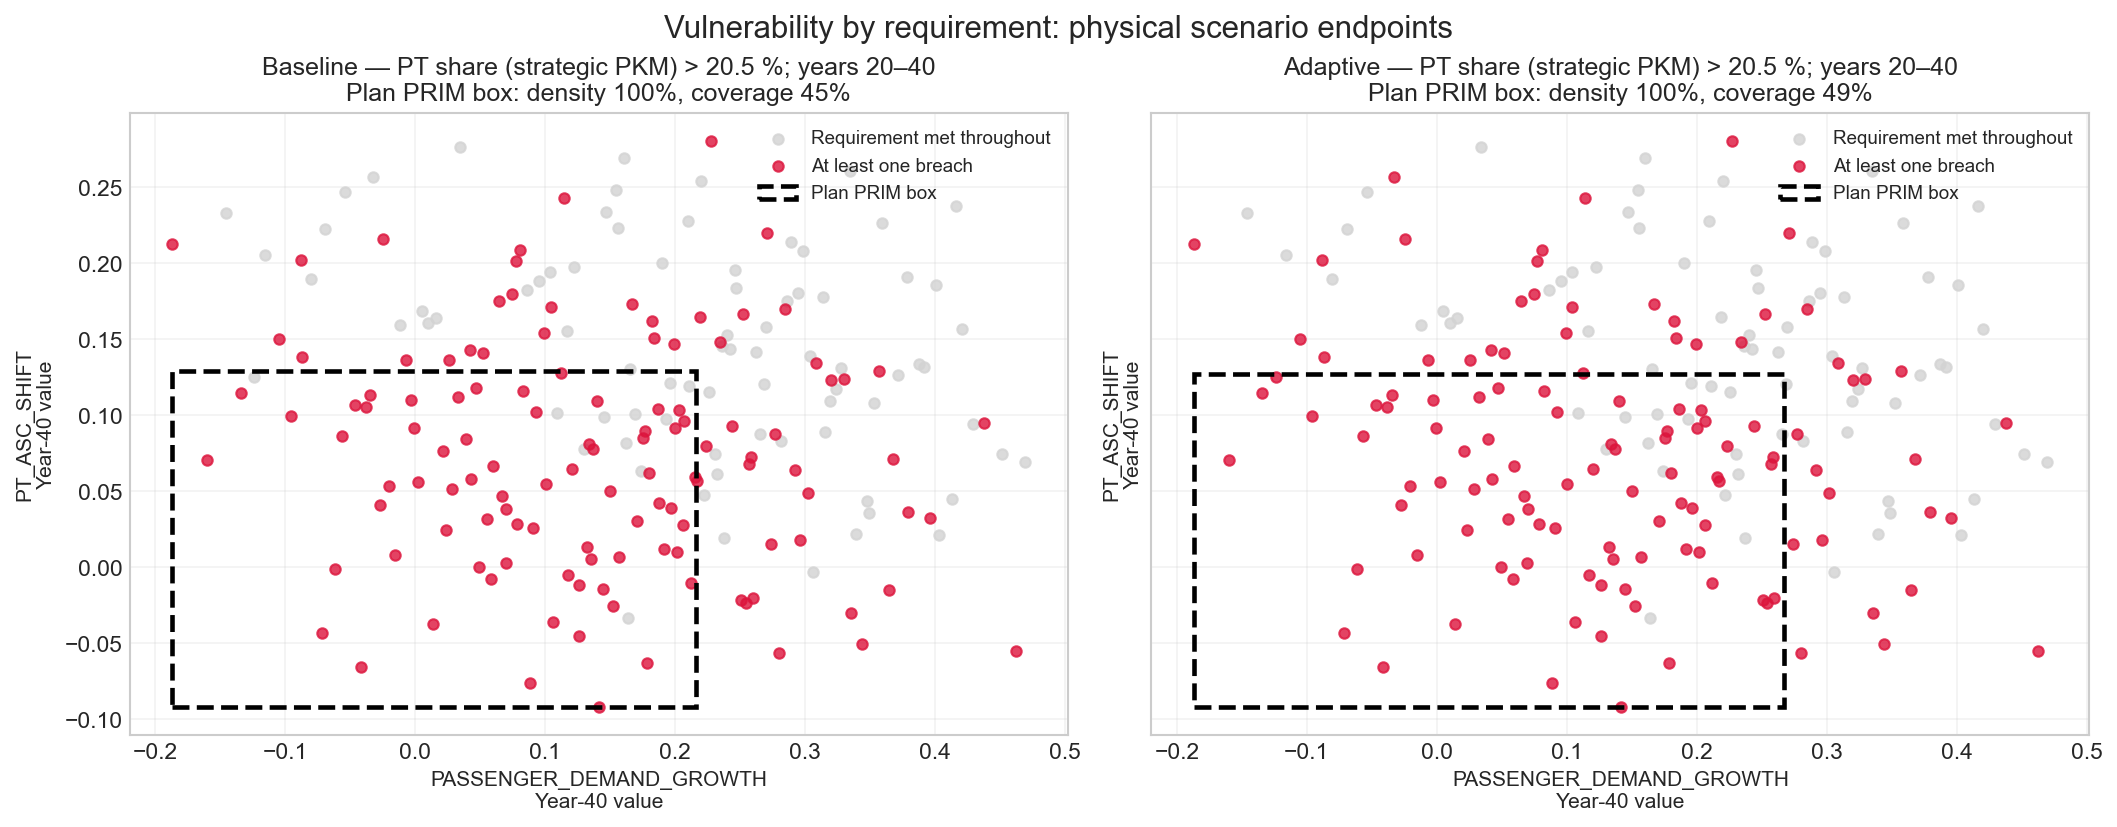 Vulnerability by requirement: physical scenario endpoints
Baseline — PT share (strategic PKM) > 20.5 %; years 20–40
Plan PRIM box: density 100%, coverage 45%
Requirement met throughout
At least one breach
Plan PRIM box
PT_ASC_SHIFT
Year-40 value
0.25
0.20
0.15
0.10
0.05
0.00
−0.05
−0.10
−0.2
−0.1
0.0
0.1
0.2
0.3
0.4
0.5
PASSENGER_DEMAND_GROWTH
Year-40 value
Adaptive — PT share (strategic PKM) > 20.5 %; years 20–40
Plan PRIM box: density 100%, coverage 49%
Requirement met throughout
At least one breach
Plan PRIM box
PT_ASC_SHIFT
Year-40 value
−0.2
−0.1
0.0
0.1
0.2
0.3
0.4
0.5
PASSENGER_DEMAND_GROWTH
Year-40 value